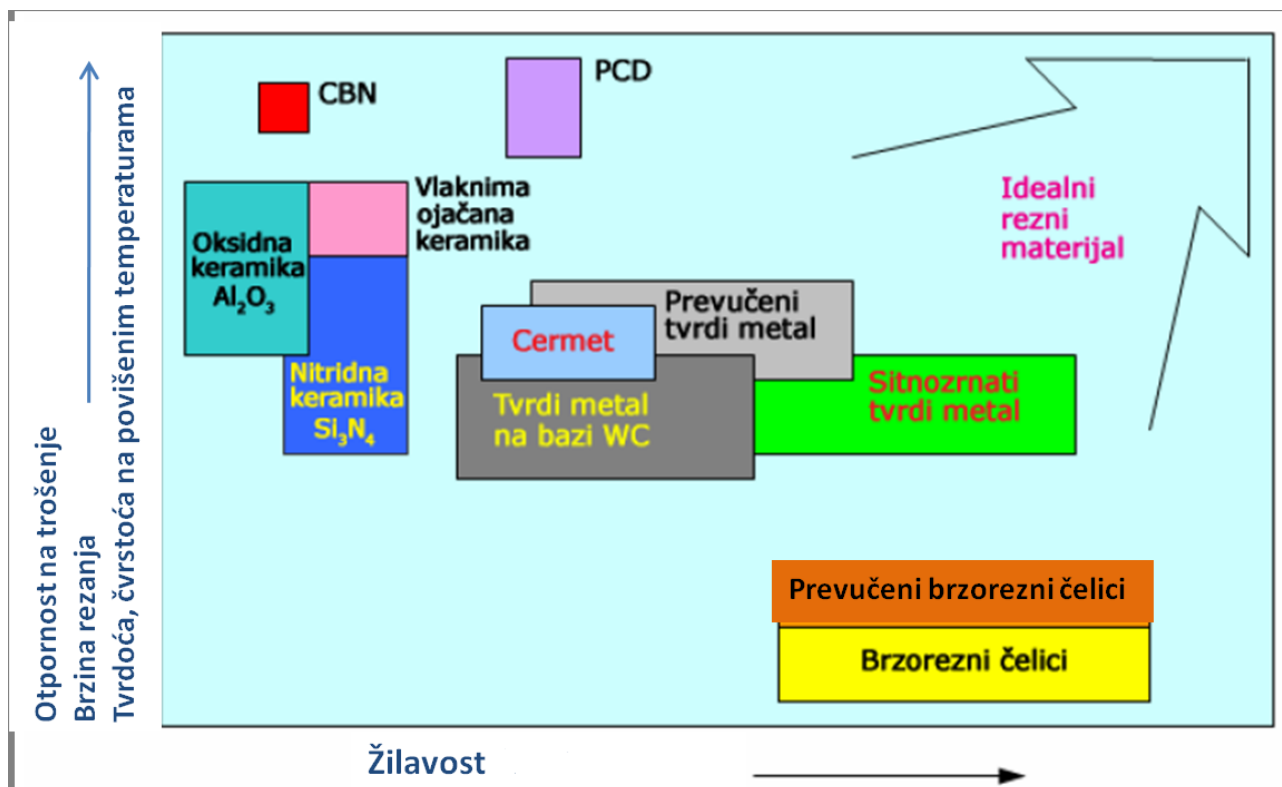 Otpornost na trošenje
Brzina rezanja
Tvrdoća, čvrstoća na povišenim temperaturama
CBN
PCD
Vlaknima
ojačana
keramika
Oksidna
keramika
Al₂O₃
Idealni
rezni
materijal
Prevučeni
tvrdi metal
Cermet
Nitridna
keramika
Si₃N₄
Tvrdi metal
na bazi WC
Sitnozrnati
tvrdi metal
Prevučeni brzorezni čelici
Brzorezni čelici
Žilavost